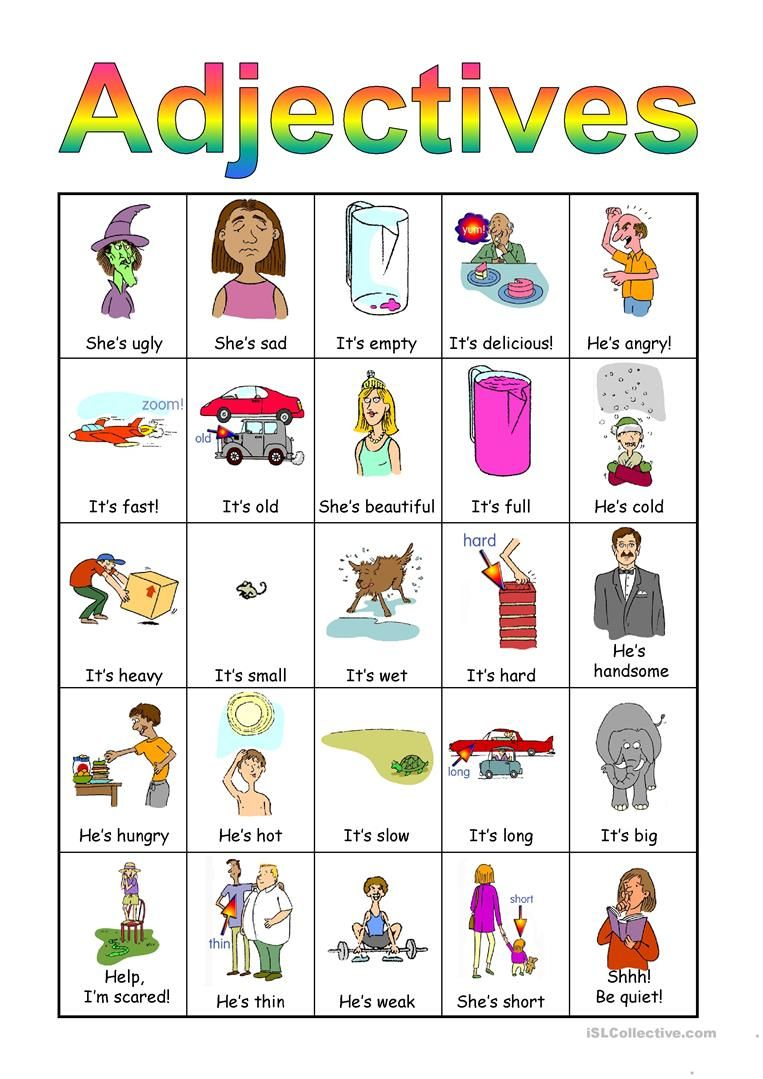 Adjectives
She's ugly
She's sad
It's empty
yum!
It's delicious!
He's angry!
zoom!
It's fast!
old
It's old
She's beautiful
It's full
He's cold
It's heavy
It's small
It's wet
hard
It's hard
He's
handsome
He's hungry
He's hot
It's slow
long
It's long
It's big
Help,
I'm scared!
thin
He's thin
He's weak
short
She's short
Shhh!
Be quiet!
iSLCollective.com